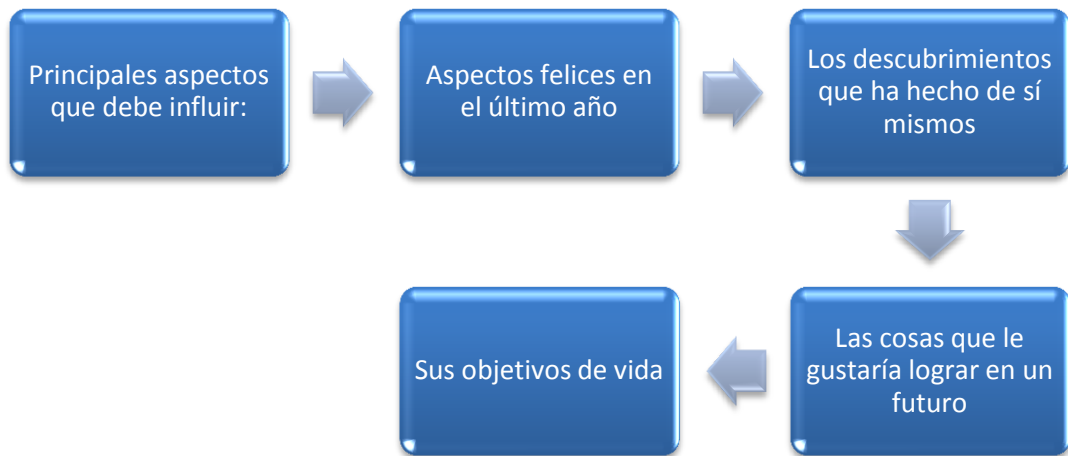 Principales aspectos
que debe influir:
Aspectos felices en
el último año
Los descubrimientos
que ha hecho de sí
mismos
Las cosas que le
gustaría lograr en un
futuro
Sus objetivos de vida